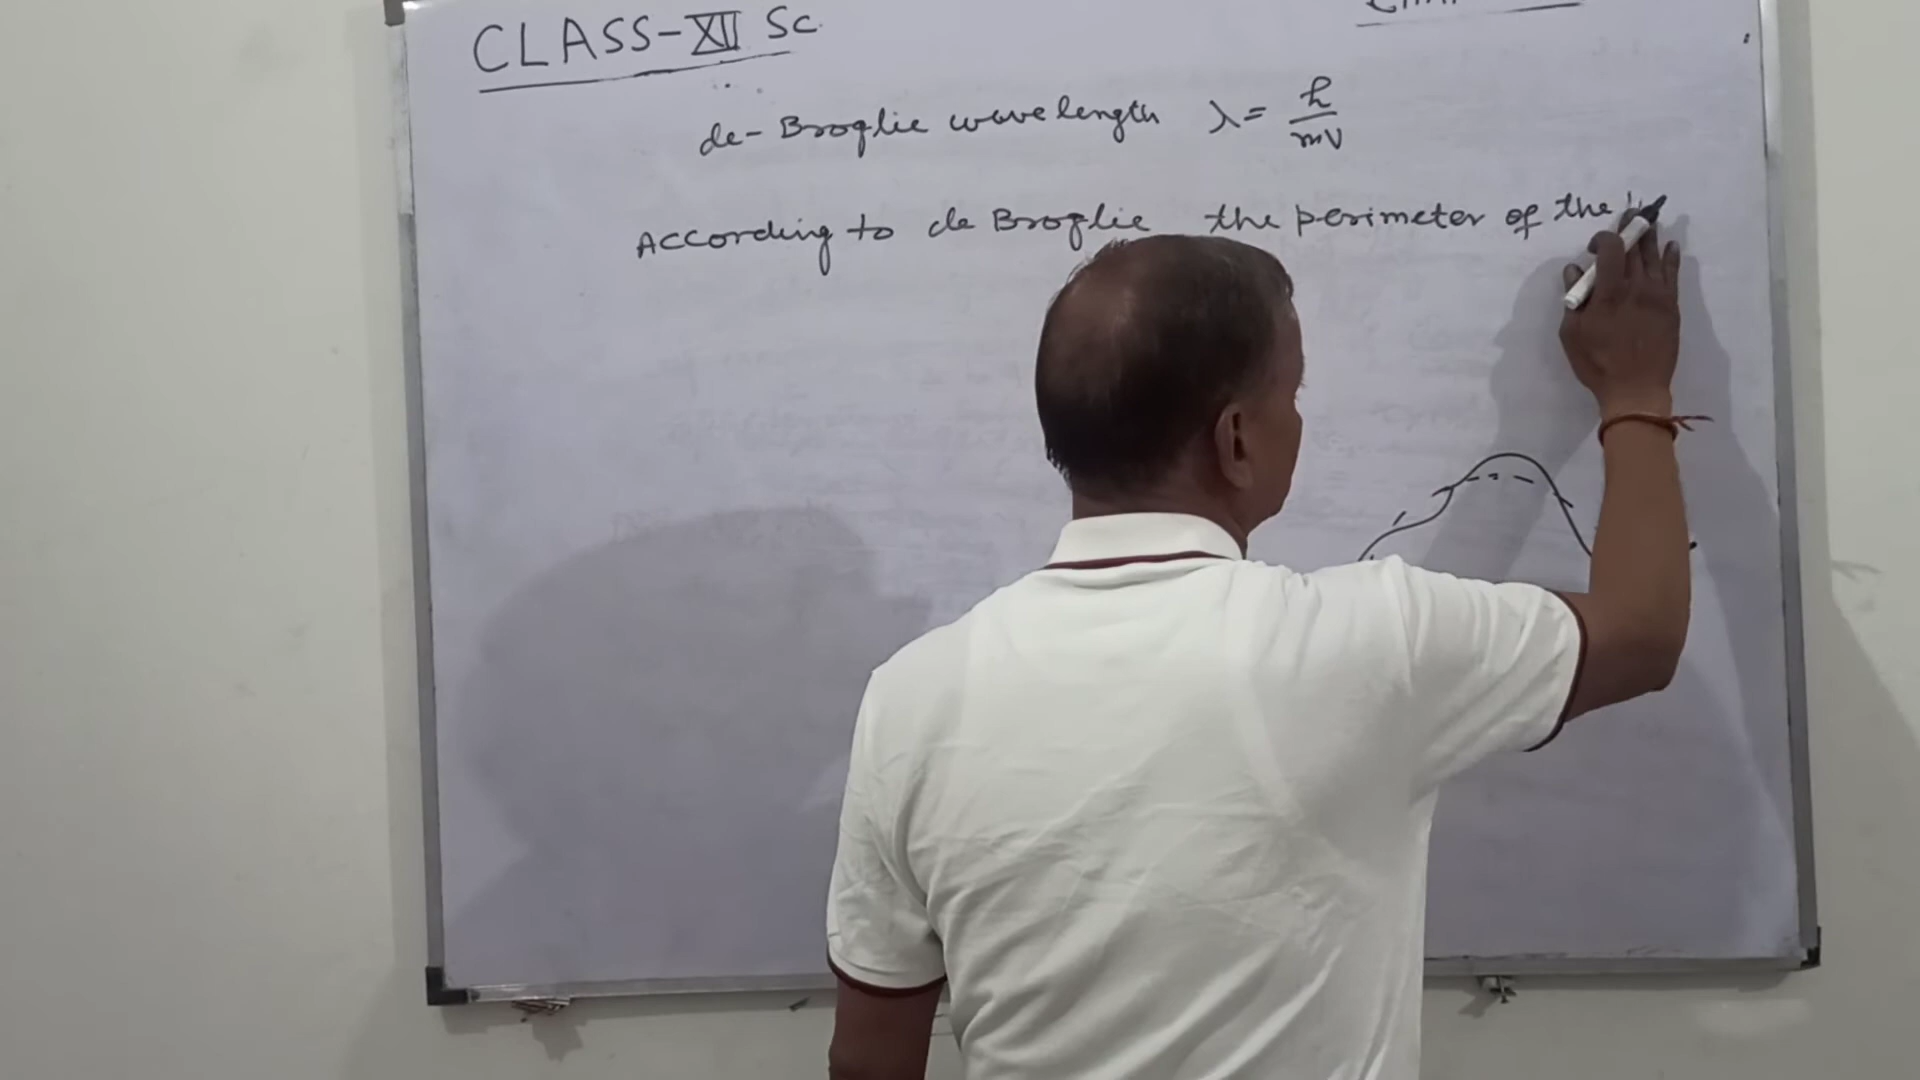 CLASS-XII Sc
de-Broglie wavelength λ = h/mv
According to de Broglie the perimeter of the